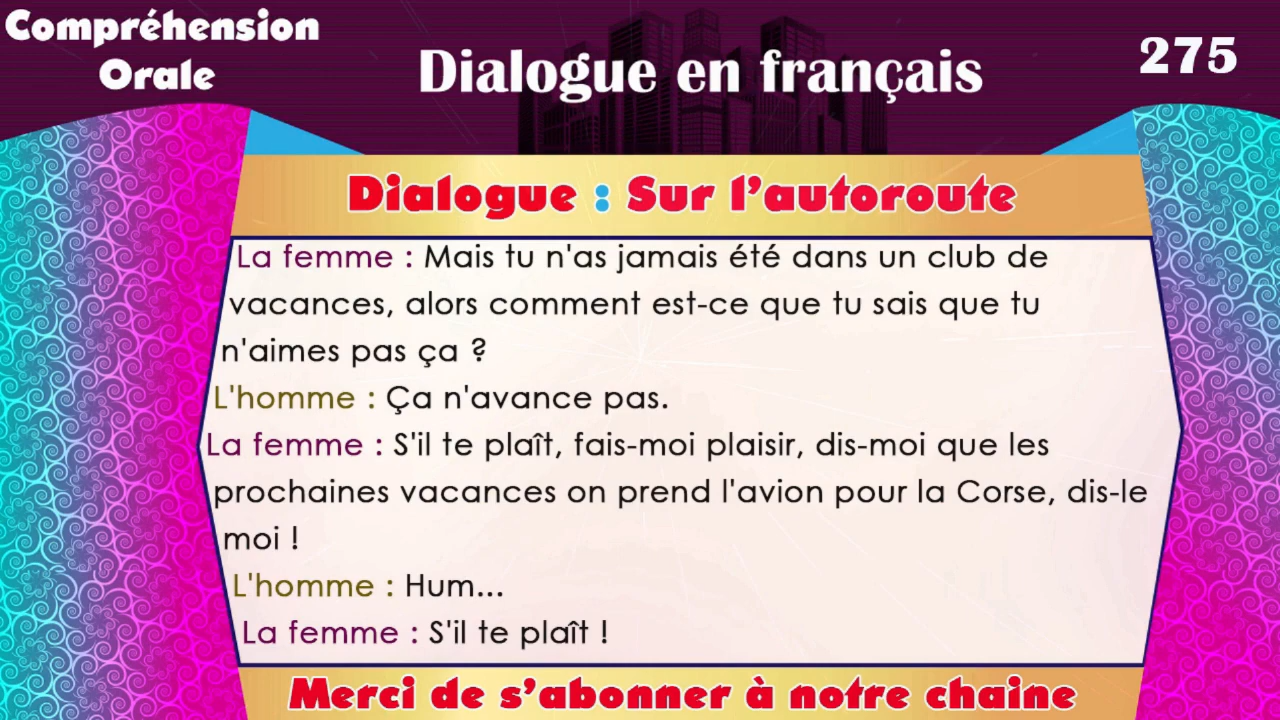 Compréhension
Orale
Dialogue en français
275
Dialogue : Sur l'autoroute
La femme : Mais tu n'as jamais été dans un club de
vacances, alors comment est-ce que tu sais que tu
n'aimes pas ça ?
L'homme : Ça n'avance pas.
La femme : S'il te plaît, fais-moi plaisir, dis-moi que les
prochaines vacances on prend l'avion pour la Corse, dis-le
moi !
L'homme : Hum...
La femme : S'il te plaît !
Merci de s'abonner à notre chaine